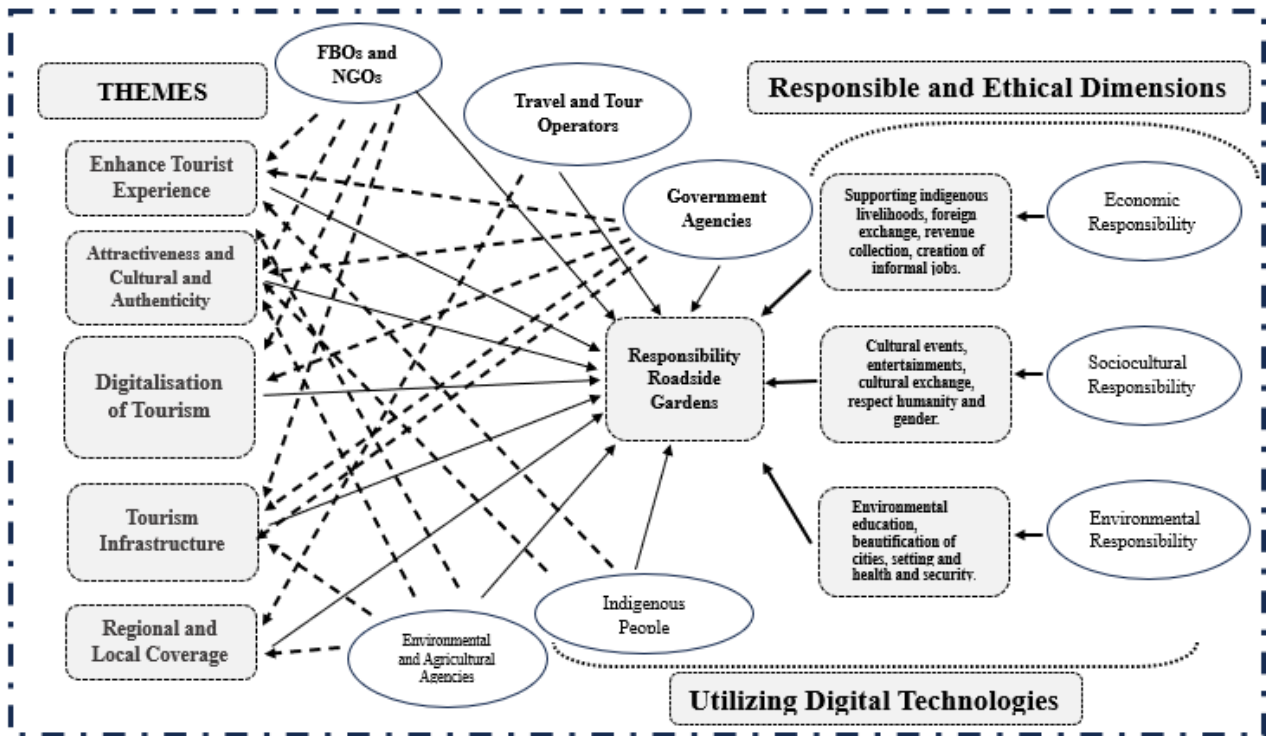 FBOs and
NGOs
THEMES
Travel and Tour
Operators
Responsible and Ethical Dimensions
Enhance Tourist
Experience
Government
Agencies
Supporting indigenous
livelihoods, foreign
exchange, revenue
collection, creation of
informal jobs.
Economic
Responsibility
Attractiveness and
Cultural and
Authenticity
Digitalisation
of Tourism
Responsibility
Roadside
Gardens
Cultural events,
entertainments,
cultural exchange,
respect humanity and
gender.
Sociocultural
Responsibility
Tourism
Infrastructure
Environmental
education,
beautification of
cities, setting and
health and security.
Environmental
Responsibility
Regional and
Local Coverage
Environmental
and Agricultural
Agencies
Indigenous
People
Utilizing Digital Technologies